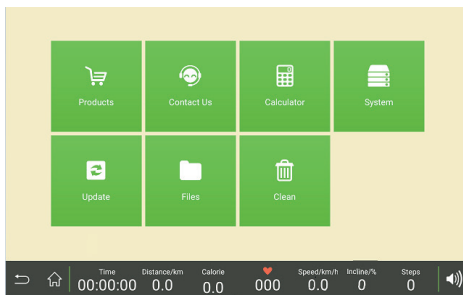 Products
Contact Us
Calculator
System
Update
Files
Clean
Time
Distance/km
Calorie
Speed/km/h
Incline/%
Steps
00:00:00
0.0
0.0
000
0.0
0
0